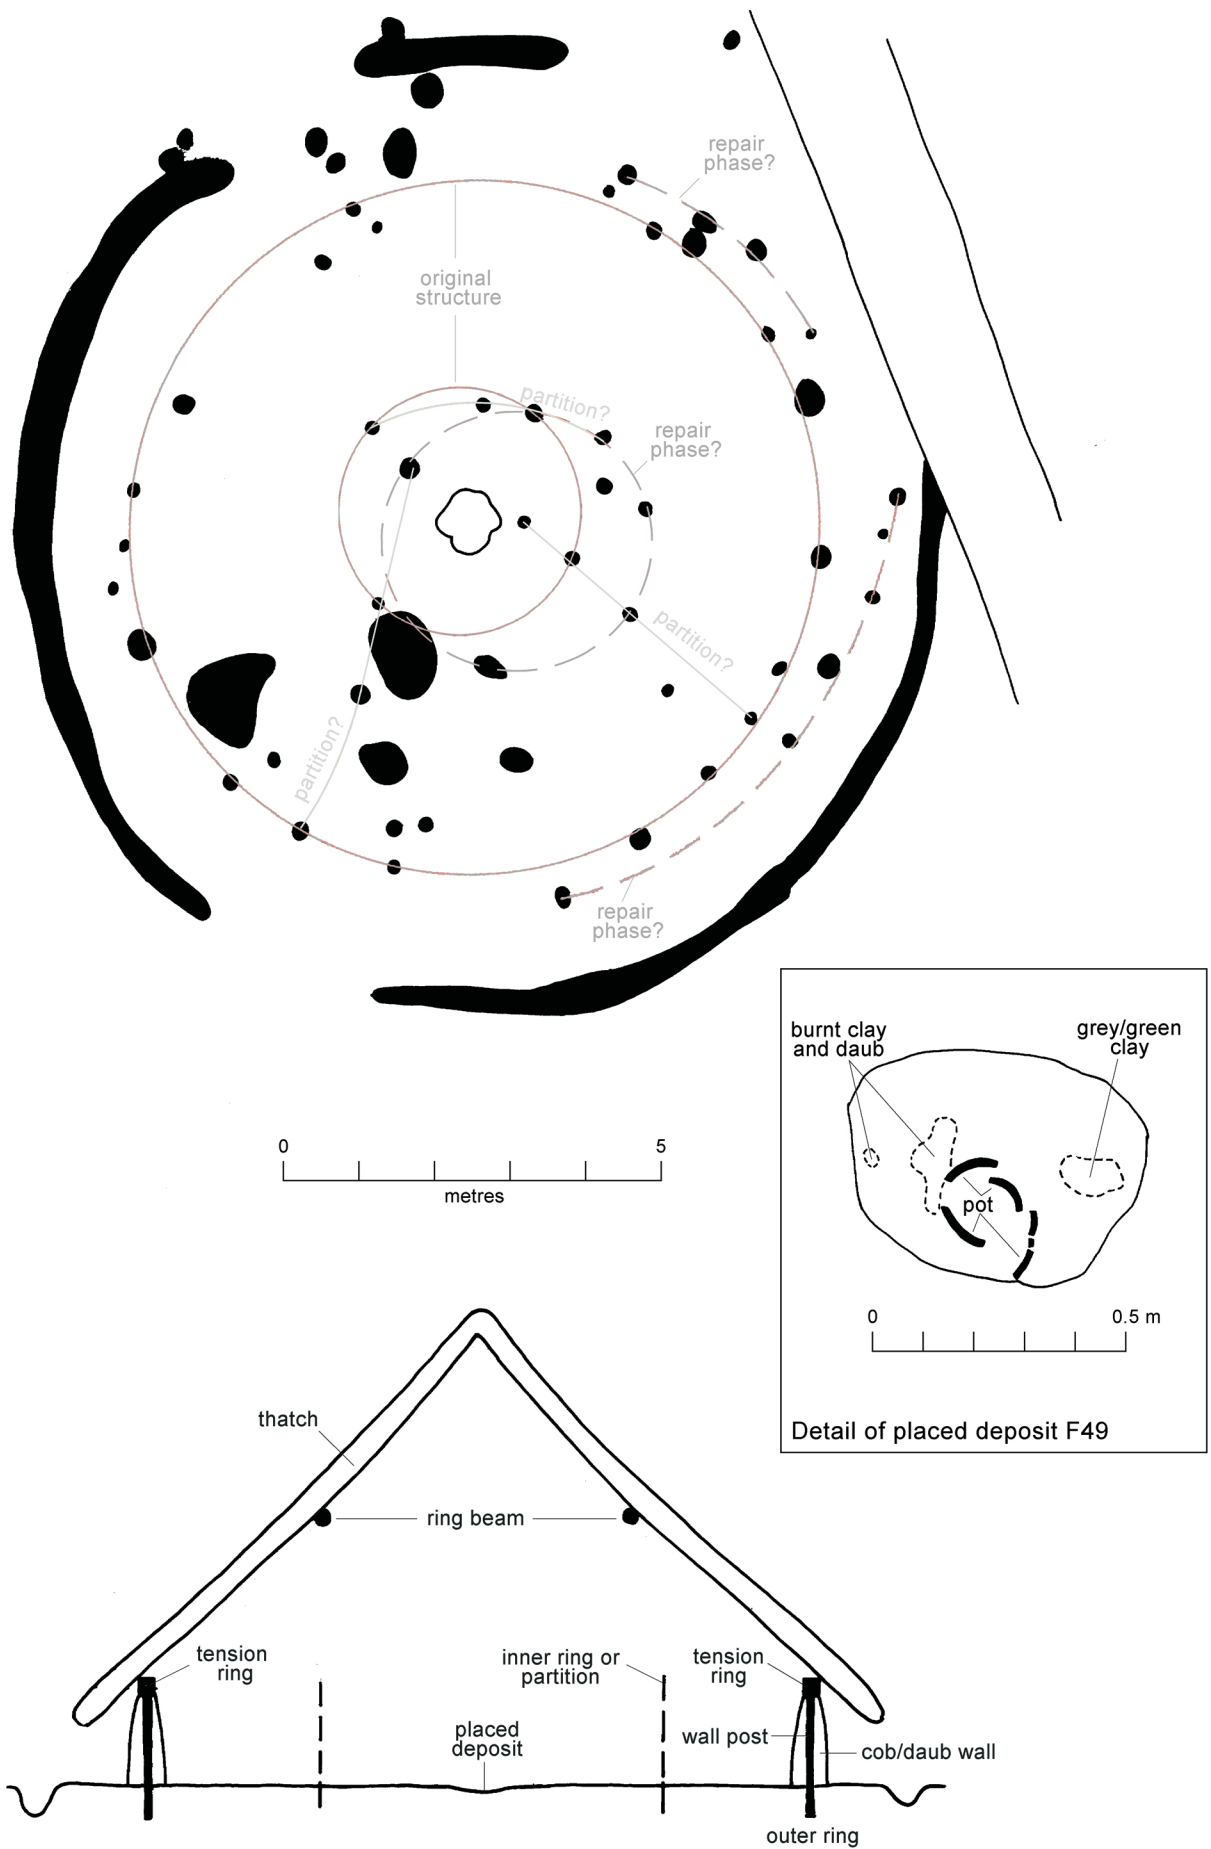 repair
phase?
original
structure
partition?
repair
phase?
partition?
partition?
repair
phase?
burnt clay
and daub
grey/green
clay
pot
0
5
metres
0
0.5 m
Detail of placed deposit F49
thatch
ring beam
tension
ring
inner ring or
partition
tension
ring
placed
deposit
wall post
cob/daub wall
outer ring